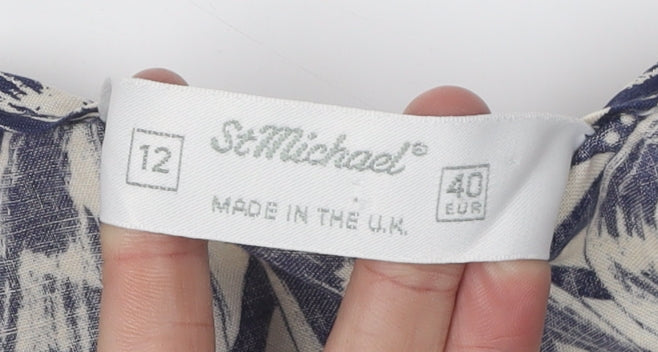 12
StMichael®
40
EUR
MADE IN THE U.K.